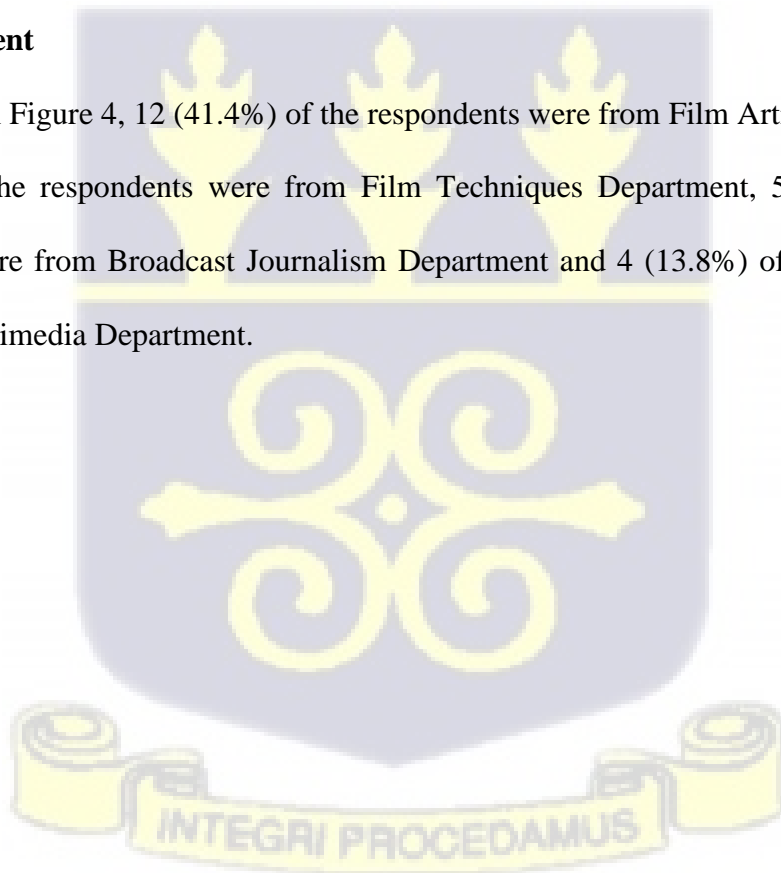 ent
Figure 4, 12 (41.4%) of the respondents were from Film Art
he respondents were from Film Techniques Department, 5
re from Broadcast Journalism Department and 4 (13.8%) of
imedia Department.
INTEGRI PROCEDAMUS